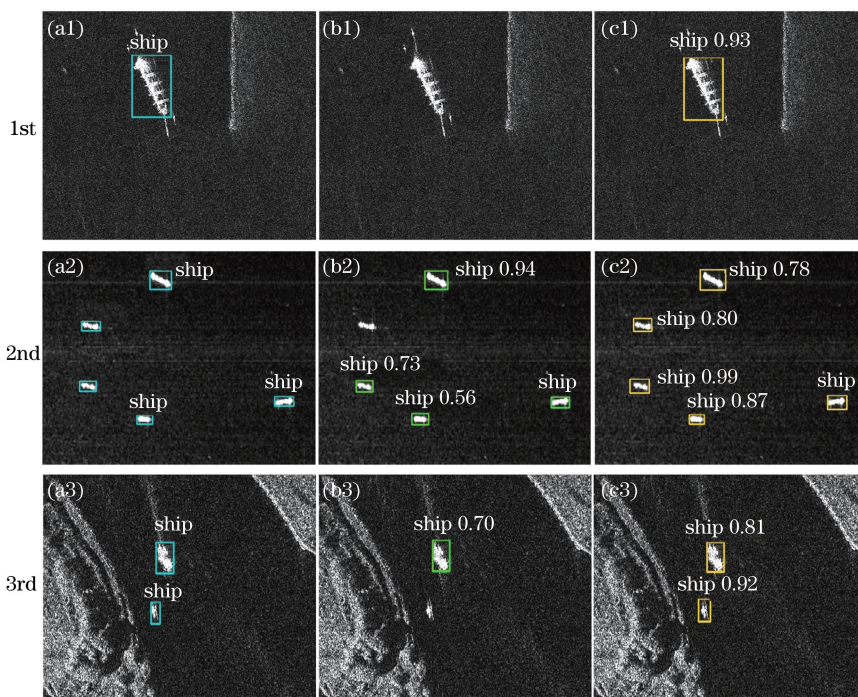 (a1)
ship
(b1)
(c1)
ship 0.93
1st
(a2)
ship
ship
ship
(b2)
ship 0.94
ship 0.73
ship 0.56
ship
(c2)
ship 0.78
ship 0.80
ship 0.99
ship 0.87
ship
2nd
(a3)
ship
ship
(b3)
ship 0.70
(c3)
ship 0.81
ship 0.92
3rd